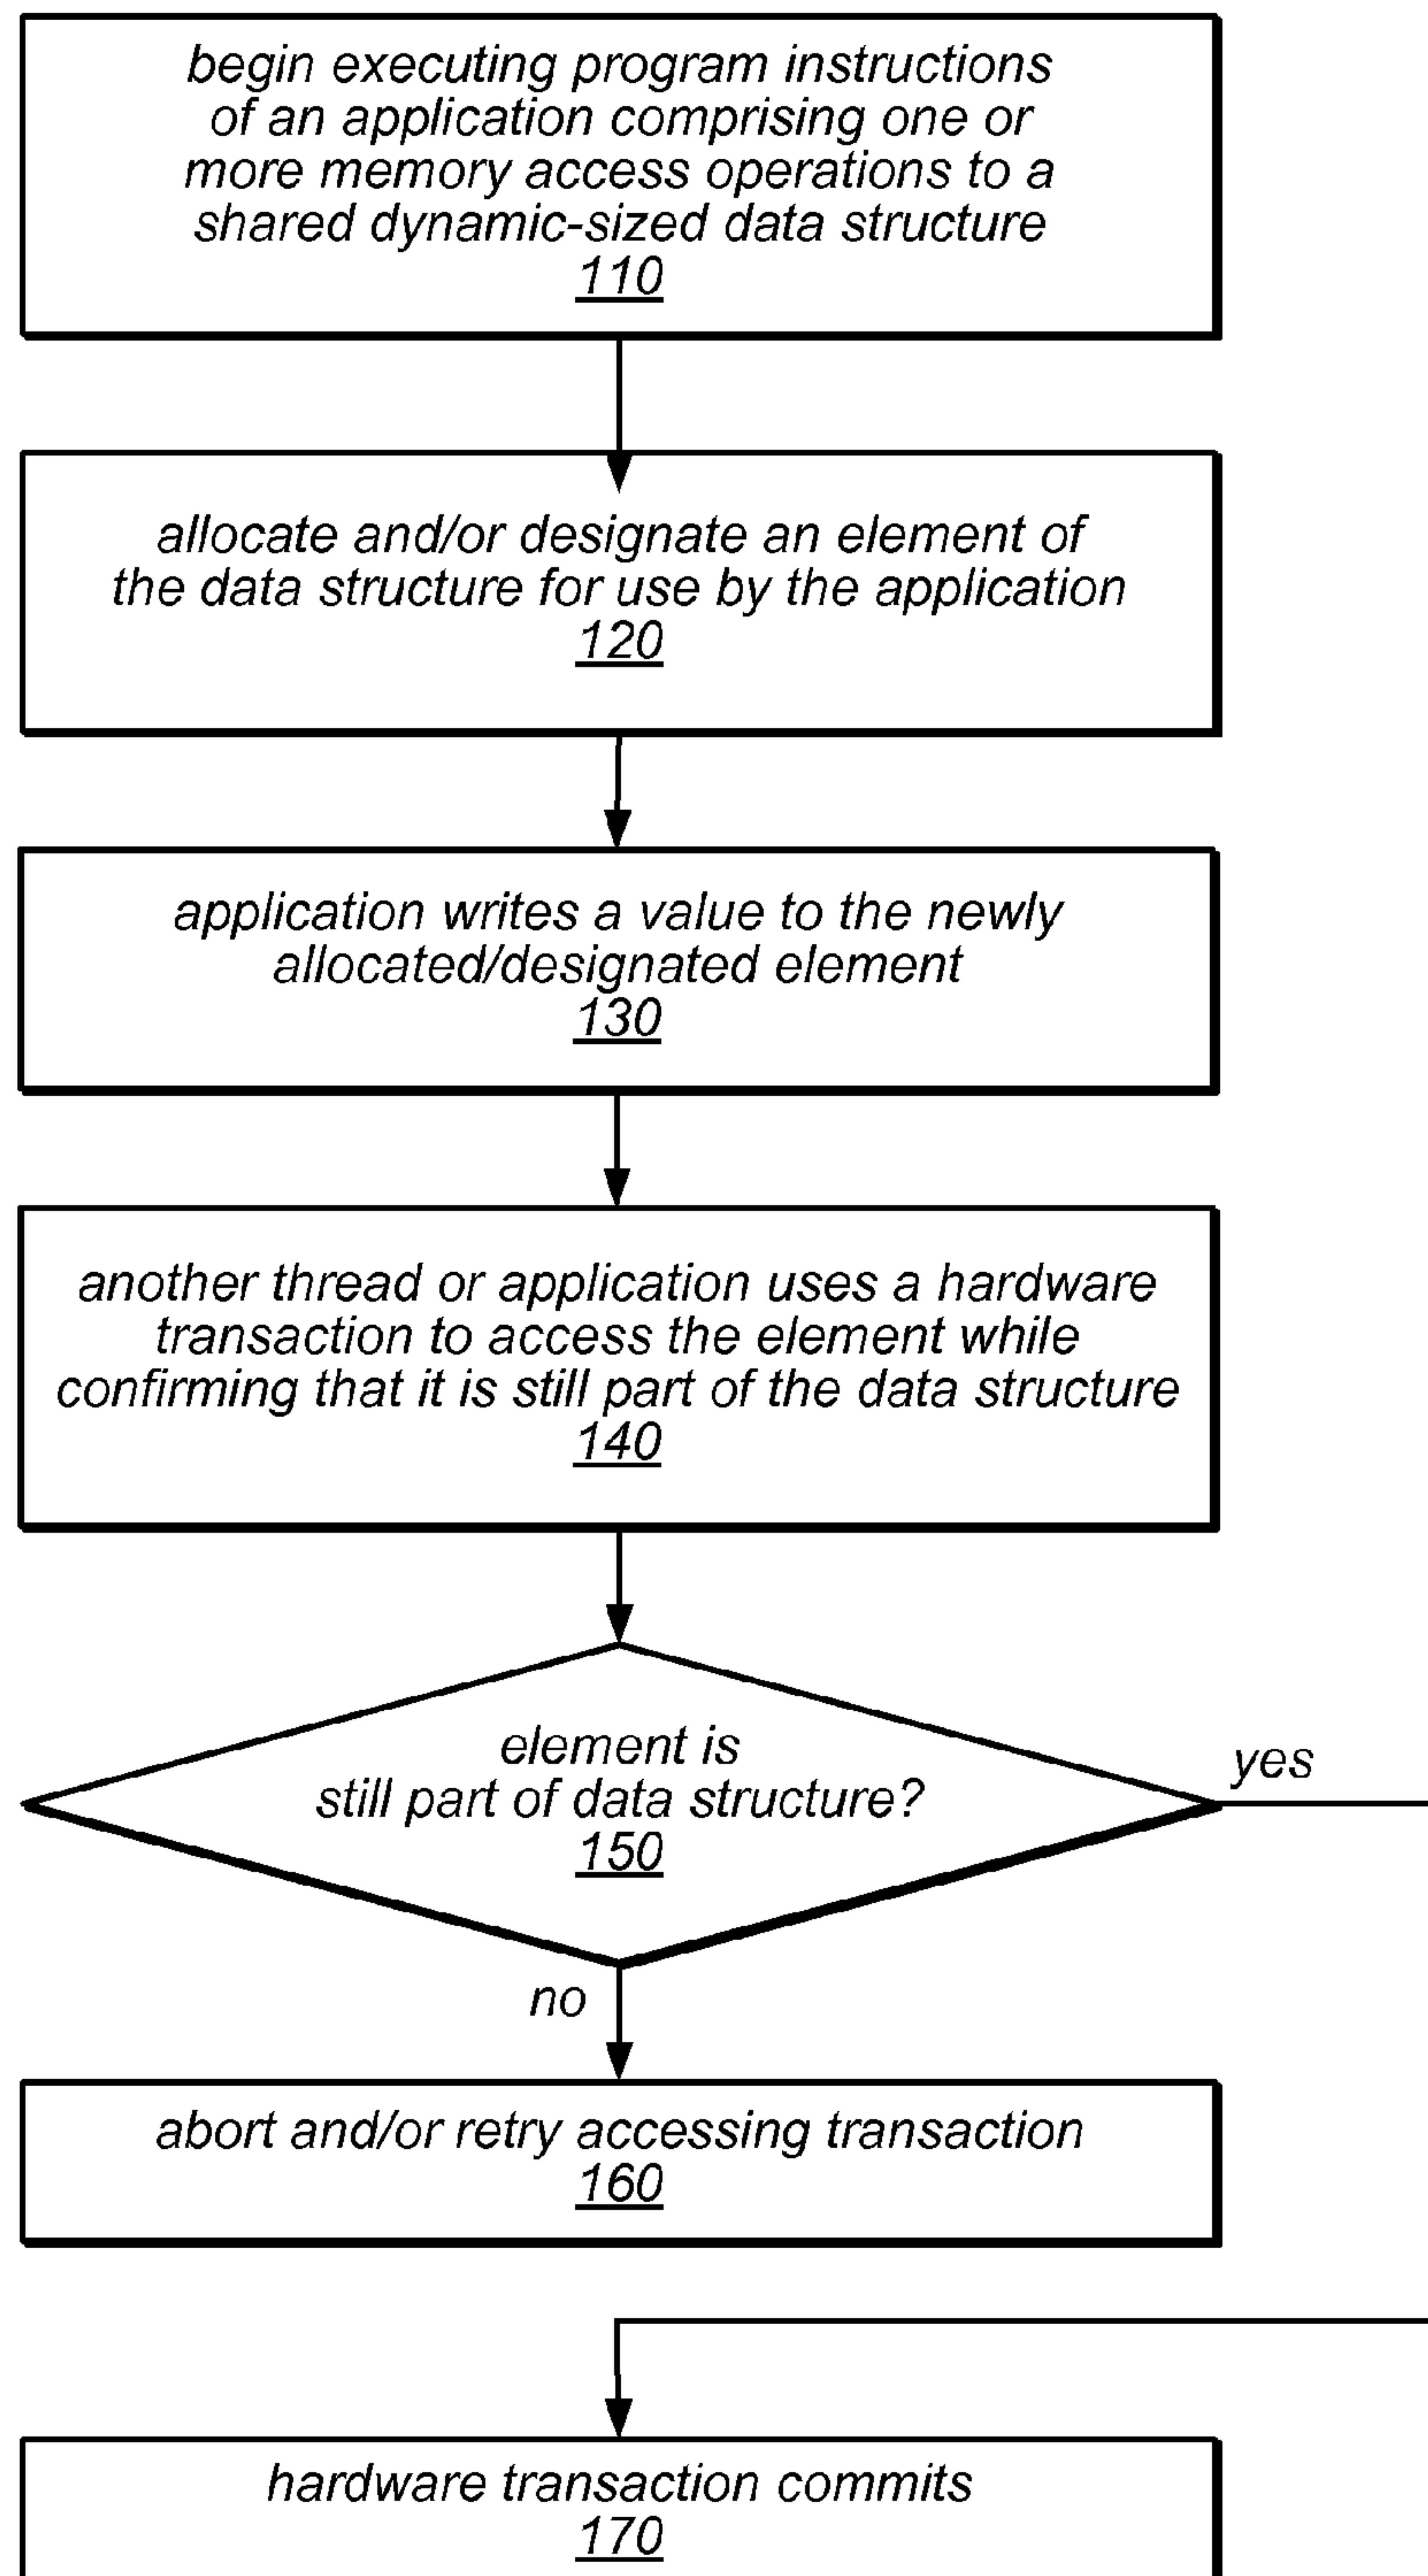 begin executing program instructions
of an application comprising one or
more memory access operations to a
shared dynamic-sized data structure
110
allocate and/or designate an element of
the data structure for use by the application
120
application writes a value to the newly
allocated/designated element
130
another thread or application uses a hardware
transaction to access the element while
confirming that it is still part of the data structure
140
element is
still part of data structure?
150
yes
no
abort and/or retry accessing transaction
160
hardware transaction commits
170